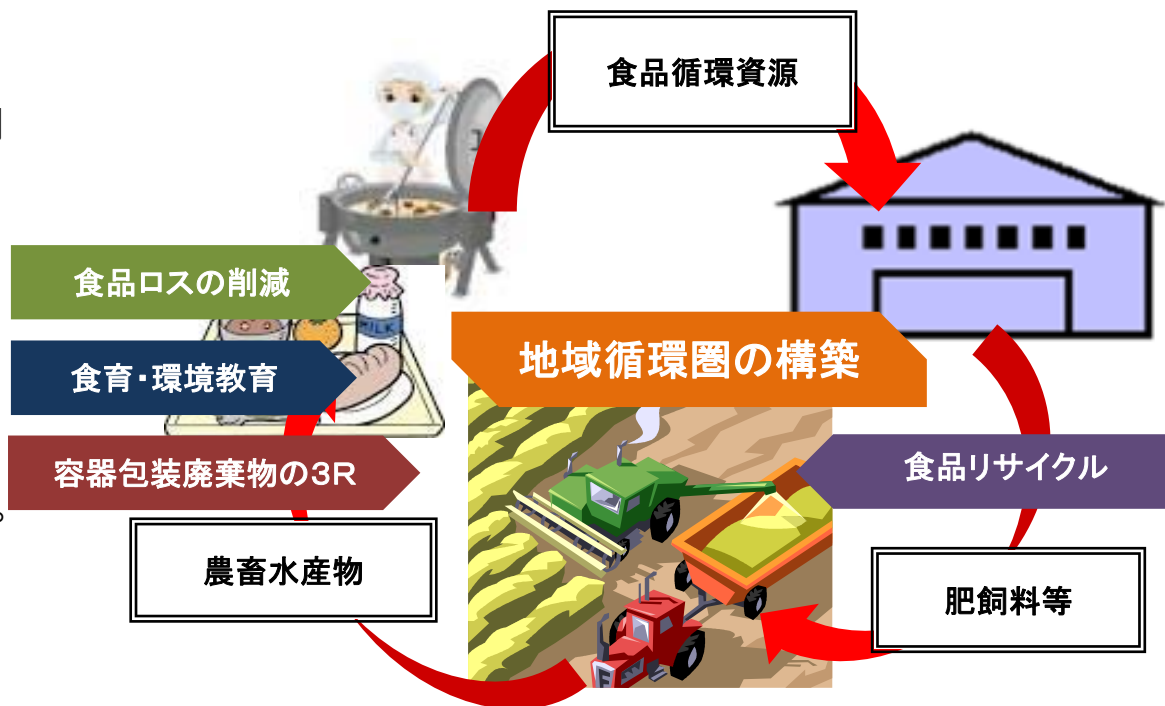 食品循環資源
食品ロスの削減
MILK
地域循環圏の構築
食育・環境教育
容器包装廃棄物の3R
食品リサイクル
。
農畜水産物
肥飼料等